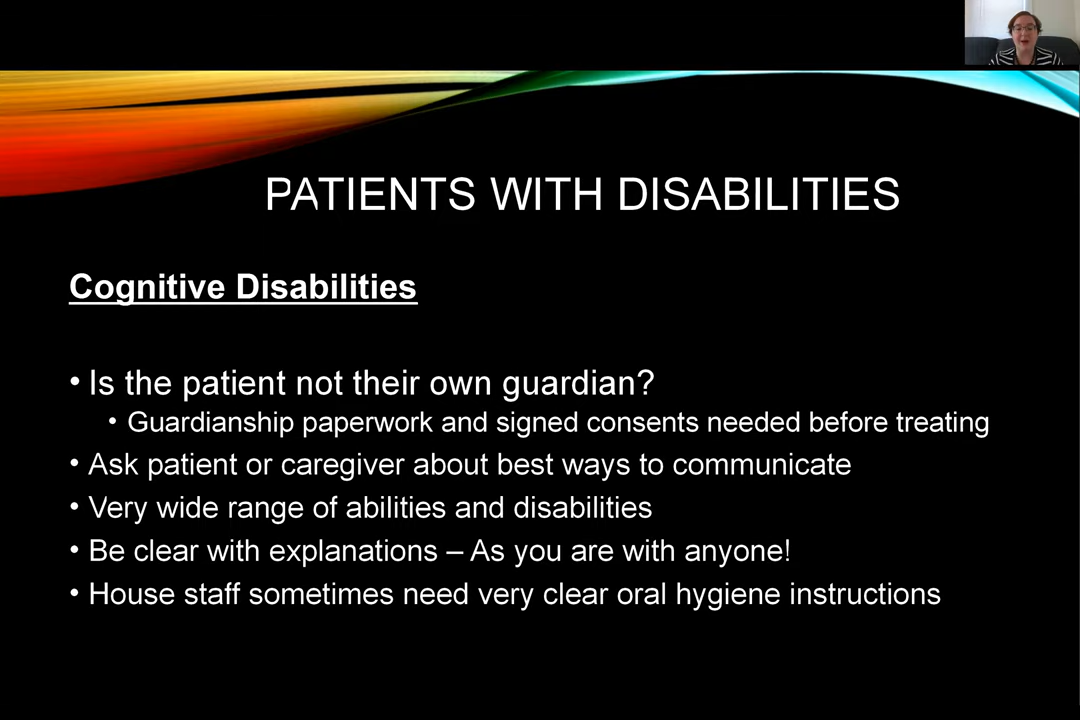 PATIENTS WITH DISABILITIES
Cognitive Disabilities
• Is the patient not their own guardian?
• Guardianship paperwork and signed consents needed before treating
• Ask patient or caregiver about best ways to communicate
• Very wide range of abilities and disabilities
• Be clear with explanations – As you are with anyone!
• House staff sometimes need very clear oral hygiene instructions